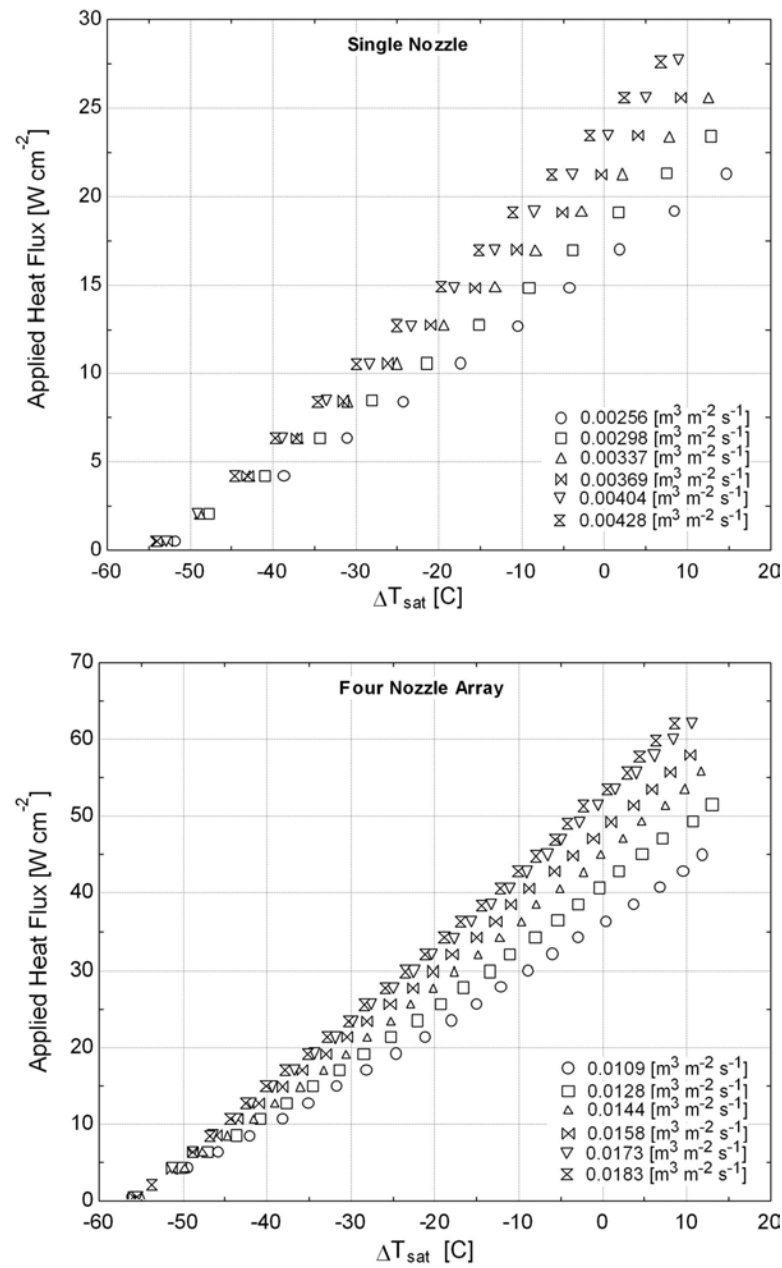 Single Nozzle
30
25
20
15
10
5
0
Applied Heat Flux [W cm⁻²]
0.00256 [m³ m⁻² s⁻¹]
0.00298 [m³ m⁻² s⁻¹]
0.00337 [m³ m⁻² s⁻¹]
0.00369 [m³ m⁻² s⁻¹]
0.00404 [m³ m⁻² s⁻¹]
0.00428 [m³ m⁻² s⁻¹]
-60 -50 -40 -30 -20 -10 0 10 20
ΔTsat [C]
Four Nozzle Array
70
60
50
40
30
20
10
0
Applied Heat Flux [W cm⁻²]
0.0109 [m³ m⁻² s⁻¹]
0.0128 [m³ m⁻² s⁻¹]
0.0144 [m³ m⁻² s⁻¹]
0.0158 [m³ m⁻² s⁻¹]
0.0173 [m³ m⁻² s⁻¹]
0.0183 [m³ m⁻² s⁻¹]
-60 -50 -40 -30 -20 -10 0 10 20
ΔTsat [C]